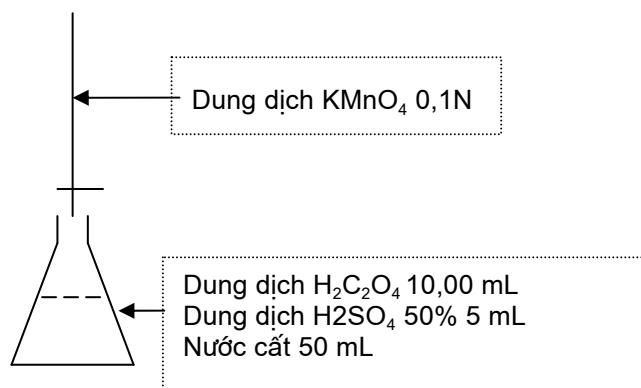 Dung dịch KMnO₄ 0,1N
Dung dịch H₂C₂O₄ 10,00 mL
Dung dịch H2SO₄ 50% 5 mL
Nước cất 50 mL